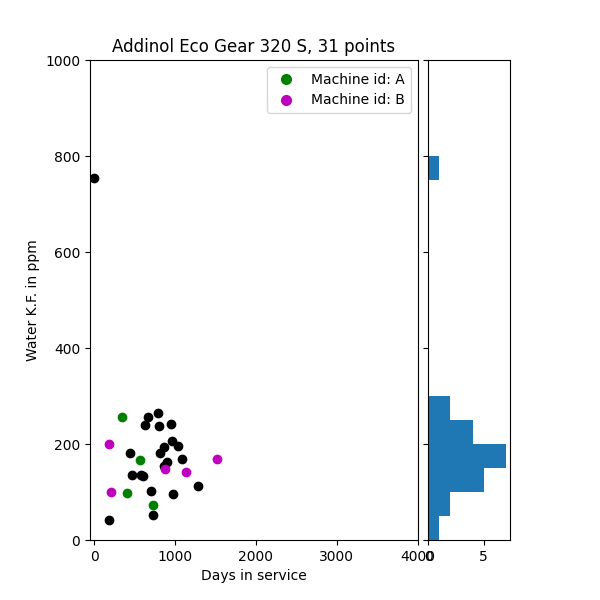 Addinol Eco Gear 320 S, 31 points
Machine id: A
Machine id: B
1000
800
600
400
200
0
Water K.F. in ppm
0 1000 2000 3000 4000
0 5
Days in service